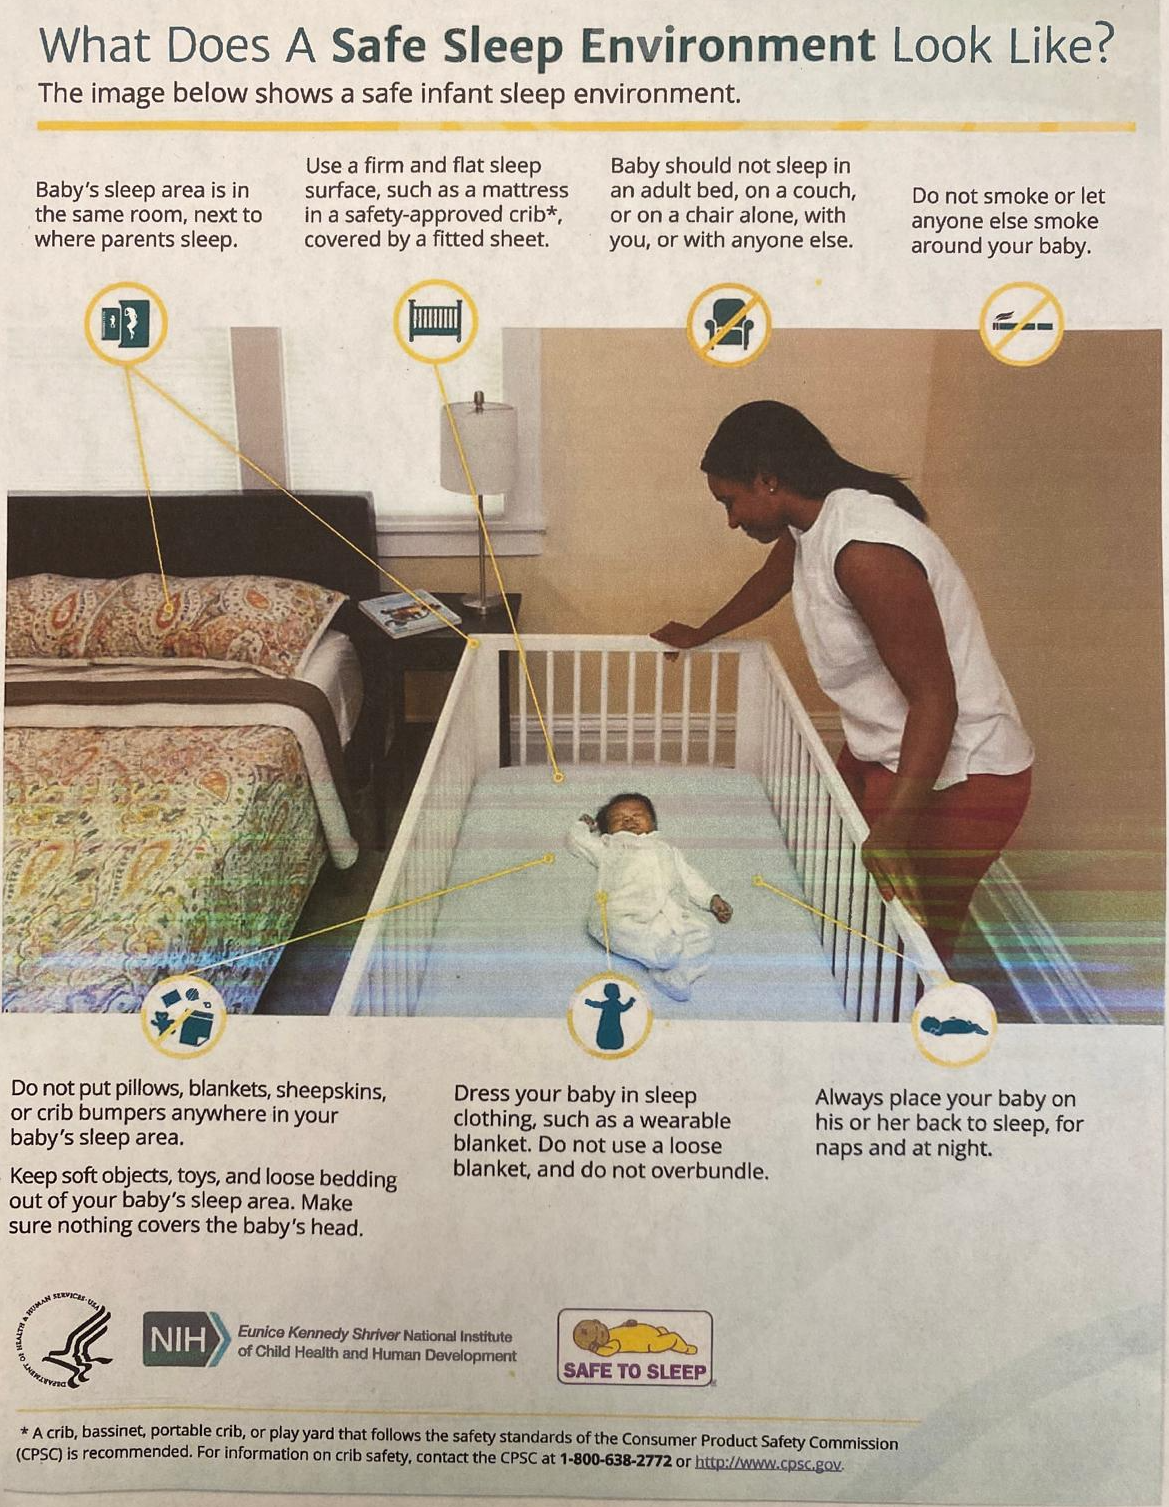 What Does A Safe Sleep Environment Look Like?
The image below shows a safe infant sleep environment.
Baby's sleep area is in
the same room, next to
where parents sleep.
Use a firm and flat sleep
surface, such as a mattress
in a safety-approved crib*,
covered by a fitted sheet.
Baby should not sleep in
an adult bed, on a couch,
or on a chair alone, with
you, or with anyone else.
Do not smoke or let
anyone else smoke
around your baby.
Do not put pillows, blankets, sheepskins,
or crib bumpers anywhere in your
baby's sleep area.
Keep soft objects, toys, and loose bedding
out of your baby's sleep area. Make
sure nothing covers the baby's head.
Dress your baby in sleep
clothing, such as a wearable
blanket. Do not use a loose
blanket, and do not overbundle.
Always place your baby on
his or her back to sleep, for
naps and at night.
DEPARTMENT OF HEALTH & HUMAN SERVICES·USA
NIH
Eunice Kennedy Shriver National Institute
of Child Health and Human Development
SAFE TO SLEEP
* A crib, bassinet, portable crib, or play yard that follows the safety standards of the Consumer Product Safety Commission
(CPSC) is recommended. For information on crib safety, contact the CPSC at 1-800-638-2772 or http://www.cpsc.gov.